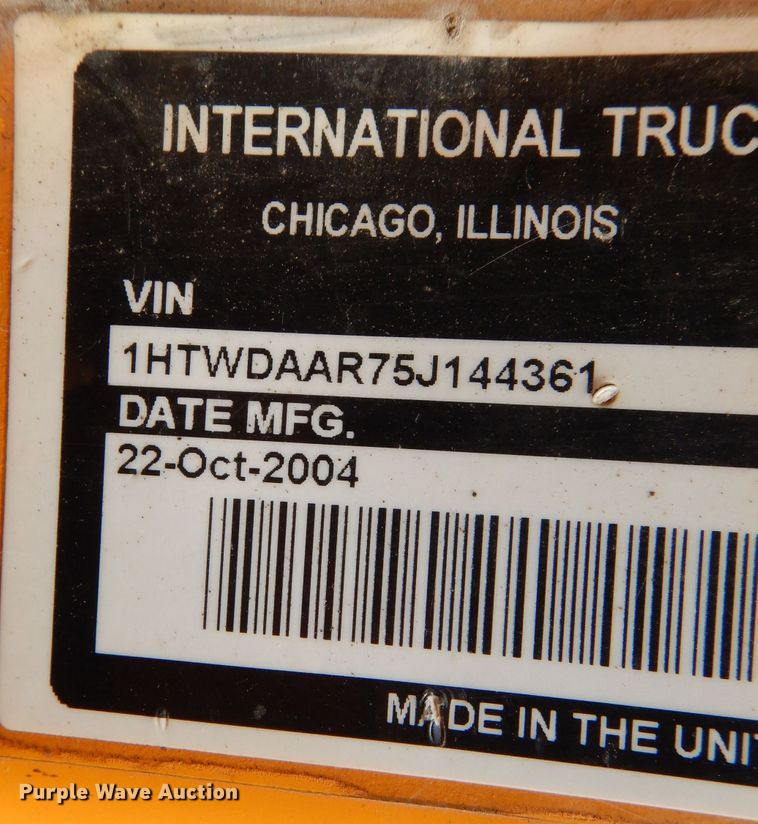 INTERNATIONAL TRUC
CHICAGO, ILLINOIS
VIN
1HTWDAAR75J144361
DATE MFG.
22-Oct-2004
MADE IN THE UNI
Purple Wave Auction